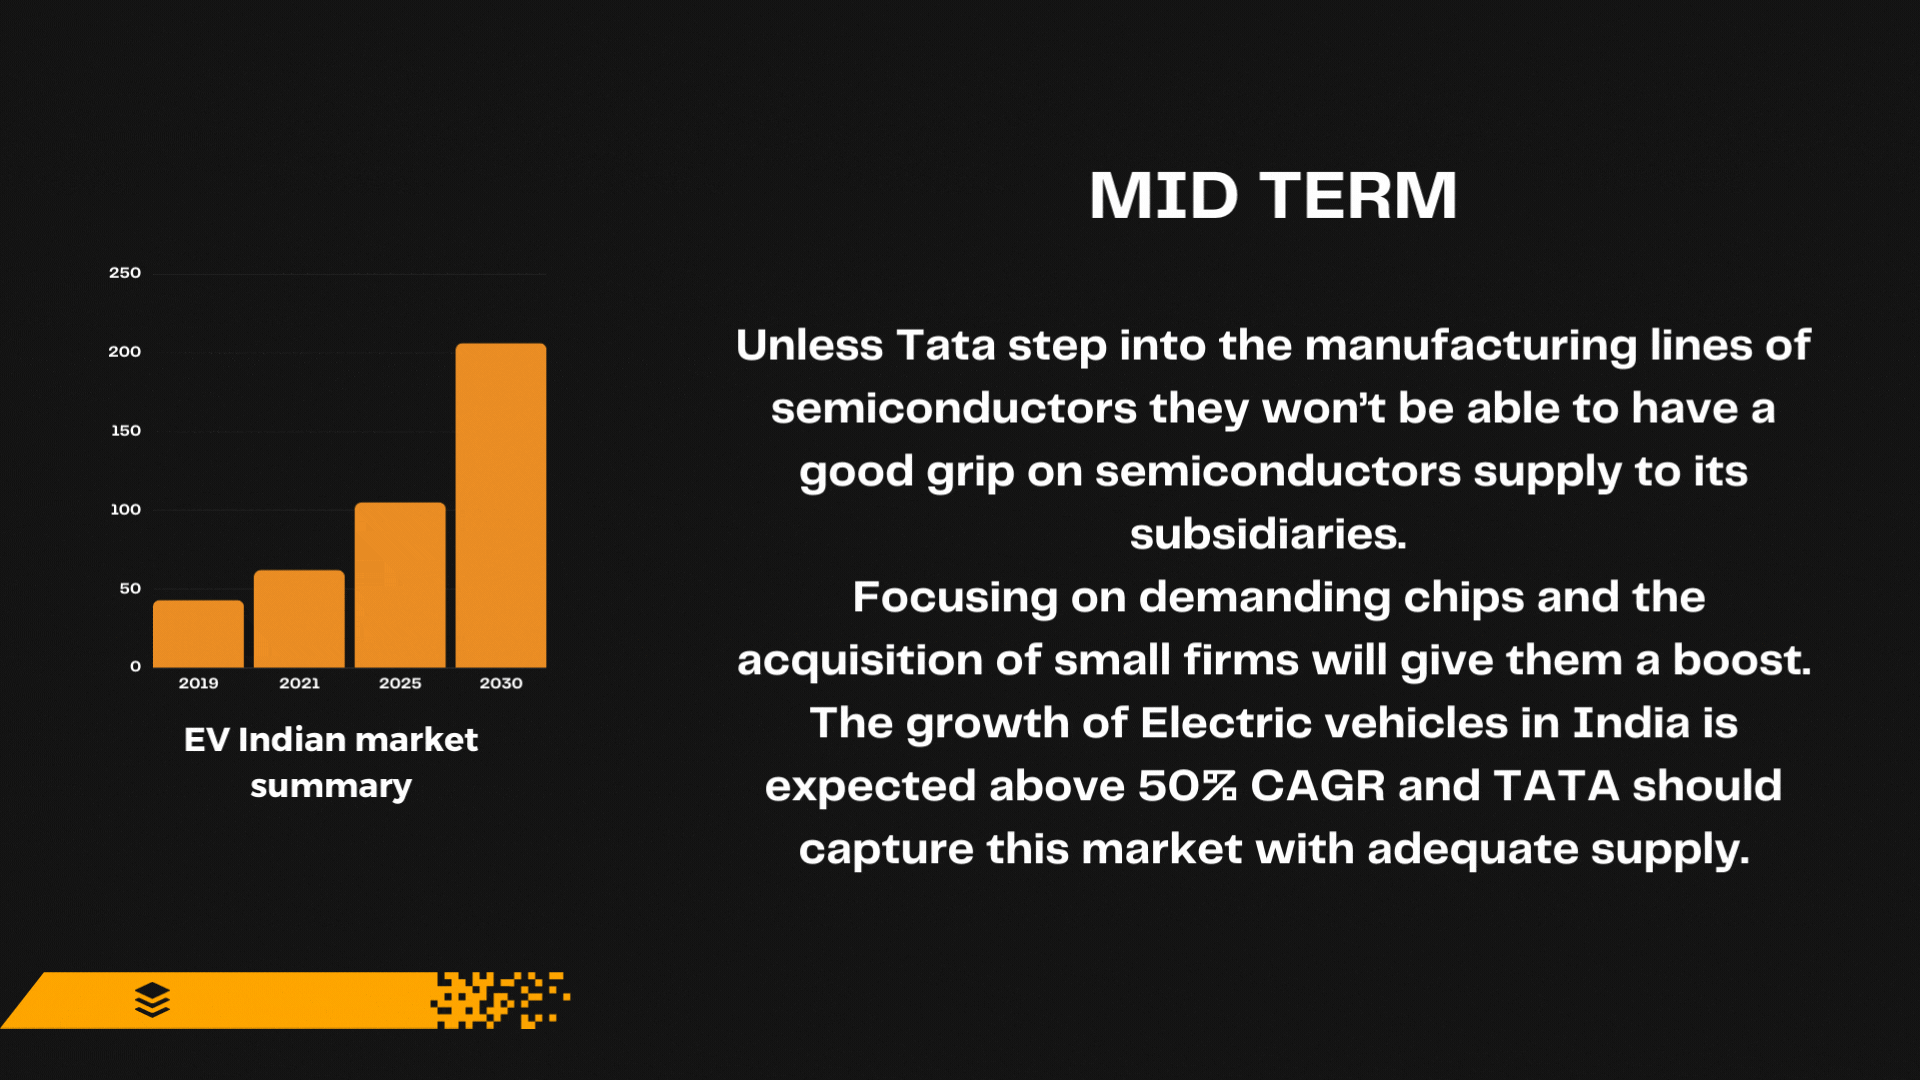 MID TERM
250
200
150
100
50
0
2019 2021 2025 2030
EV Indian market
summary
Unless Tata step into the manufacturing lines of
semiconductors they won't be able to have a
good grip on semiconductors supply to its
subsidiaries.
Focusing on demanding chips and the
acquisition of small firms will give them a boost.
The growth of Electric vehicles in India is
expected above 50% CAGR and TATA should
capture this market with adequate supply.